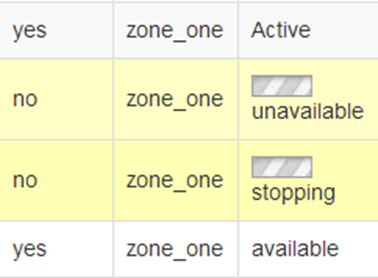 yes zone_one Active
no zone_one unavailable
no zone_one stopping
yes zone_one available